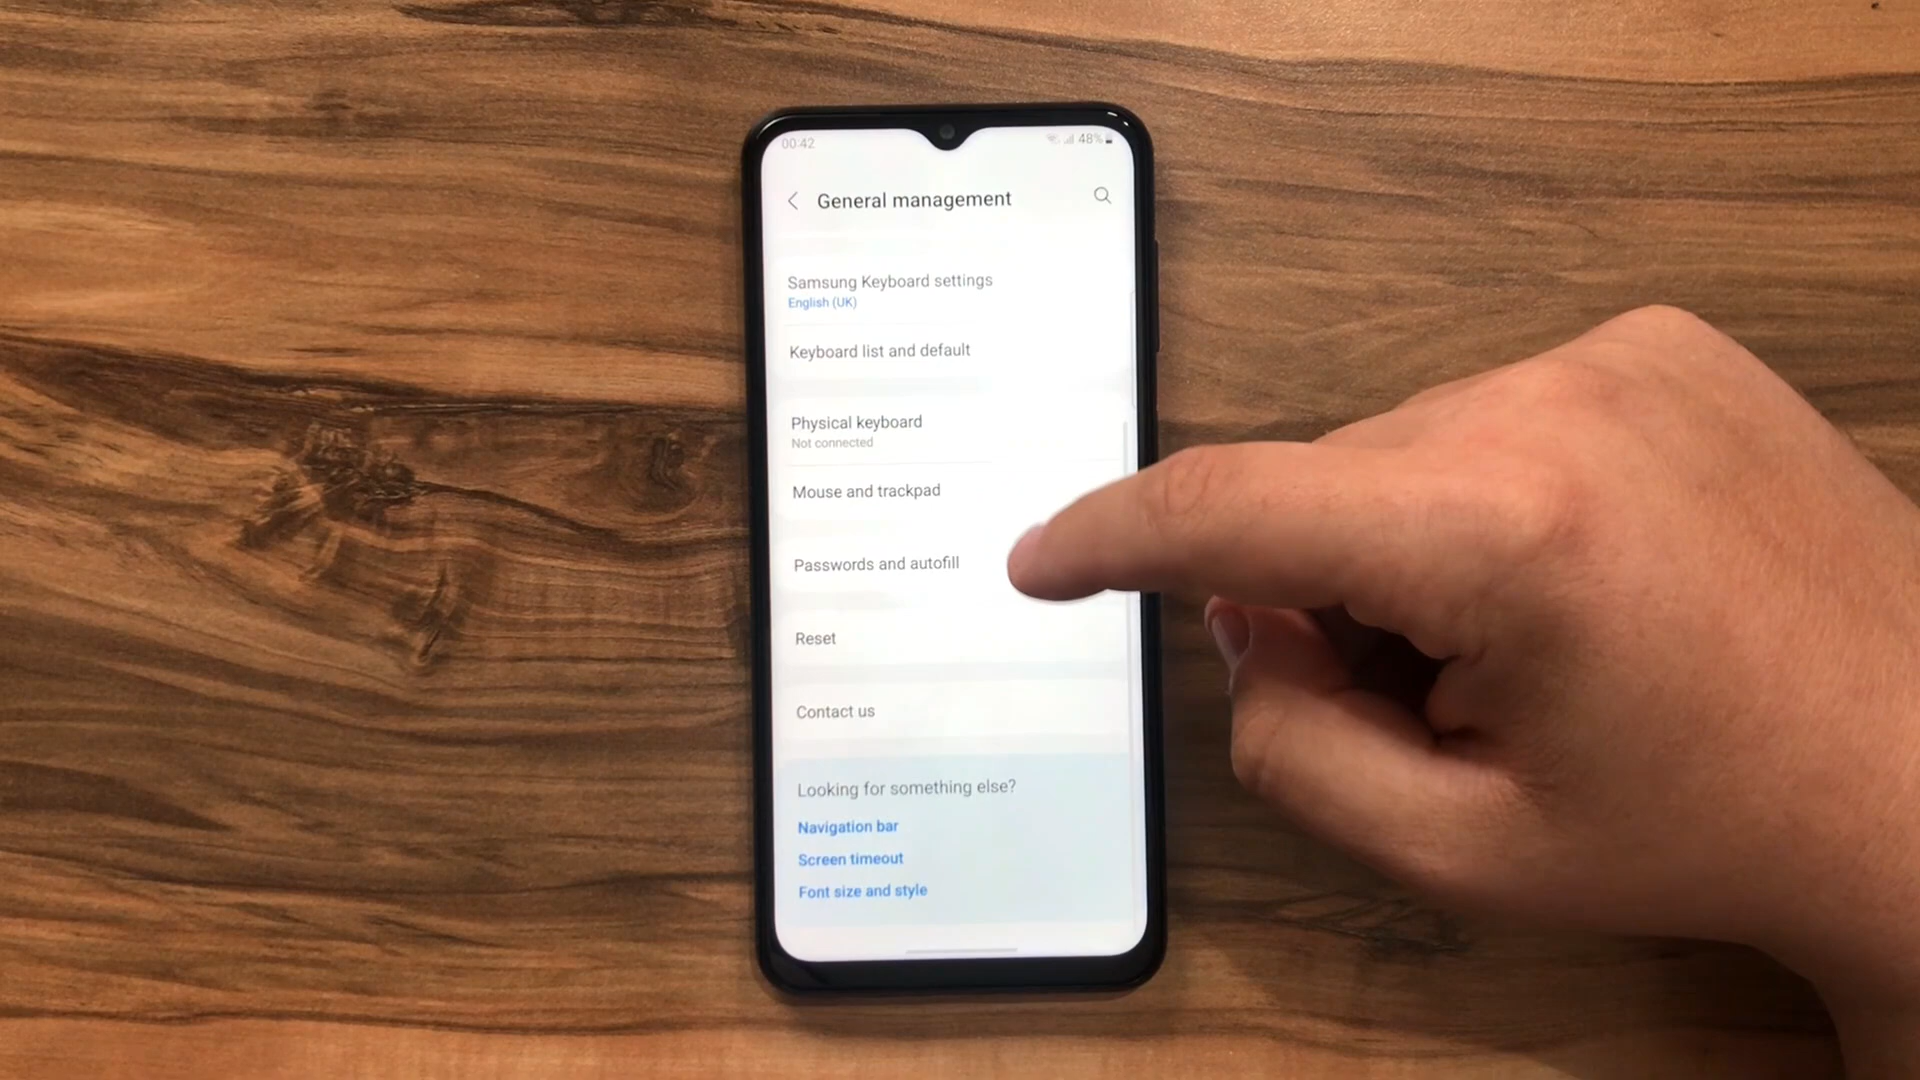 00:42
48%
General management
Samsung Keyboard settings
English (UK)
Keyboard list and default
Physical keyboard
Not connected
Mouse and trackpad
Passwords and autofill
Reset
Contact us
Looking for something else?
Navigation bar
Screen timeout
Font size and style